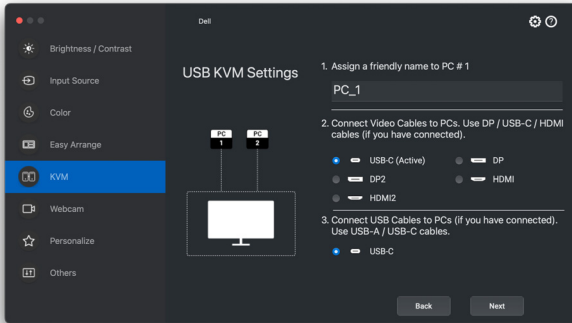 Dell
Brightness / Contrast
Input Source
Color
Easy Arrange
KVM
Webcam
Personalize
Others
USB KVM Settings
PC
1
PC
2
1. Assign a friendly name to PC # 1
PC_1
2. Connect Video Cables to PCs. Use DP / USB-C / HDMI
cables (if you have connected).
USB-C (Active)
DP
DP2
HDMI
HDMI2
3. Connect USB Cables to PCs (if you have connected).
Use USB-A / USB-C cables.
USB-C
Back
Next